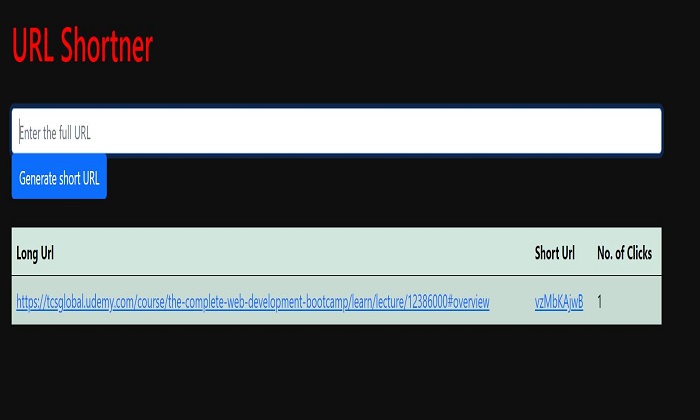 URL Shortner
Enter the full URL
Generate short URL
Long Url Short Url No. of Clicks
https://tcsglobal.udemy.com/course/the-complete-web-development-bootcamp/learn/lecture/12386000#overview vzMbKAjwB 1